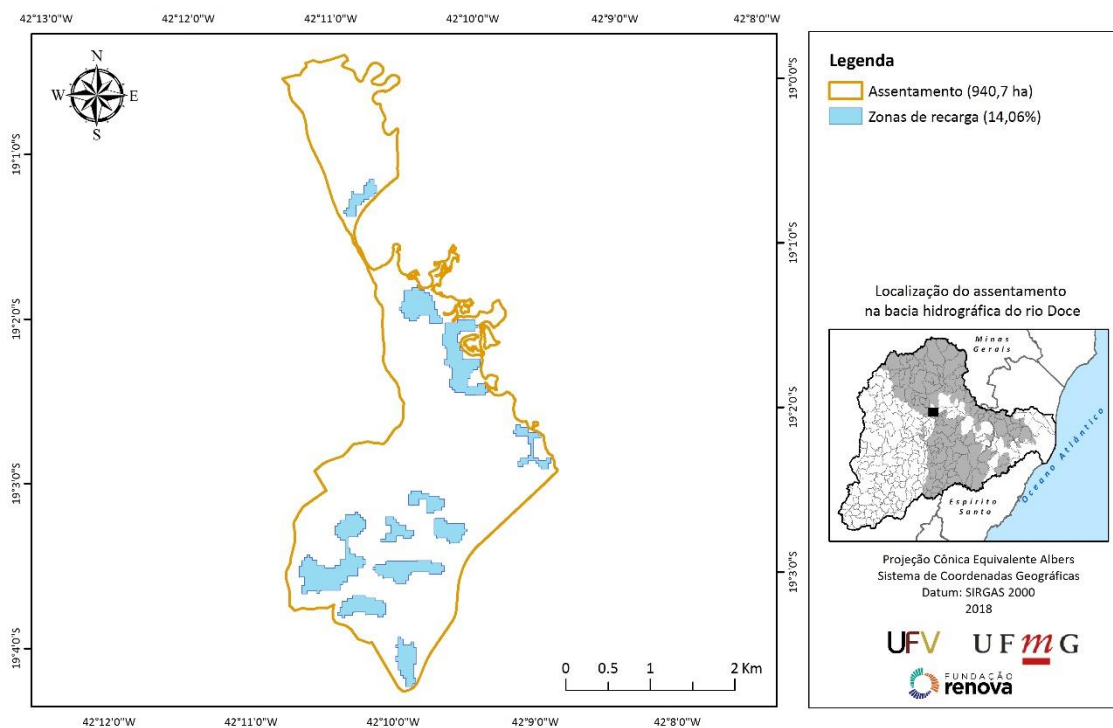 42°13'0"W 42°12'0"W 42°11'0"W 42°10'0"W 42°9'0"W 42°8'0"W
N
W E
S
19°1'0"S
19°2'0"S
19°3'0"S
19°4'0"S
19°0'0"S
19°1'0"S
19°2'0"S
19°3'0"S
0 0,5 1 2 Km
42°12'0"W 42°11'0"W 42°10'0"W 42°9'0"W 42°8'0"W
Legenda
Assentamento (940,7 ha)
Zonas de recarga (14,06%)
Localização do assentamento
na bacia hidrográfica do rio Doce
Minas
Gerais
Espírito
Santo
Oceano Atlântico
Projeção Cônica Equivalente Albers
Sistema de Coordenadas Geográficas
Datum: SIRGAS 2000
2018
UFV UFmG
FUNDAÇÃO
renova